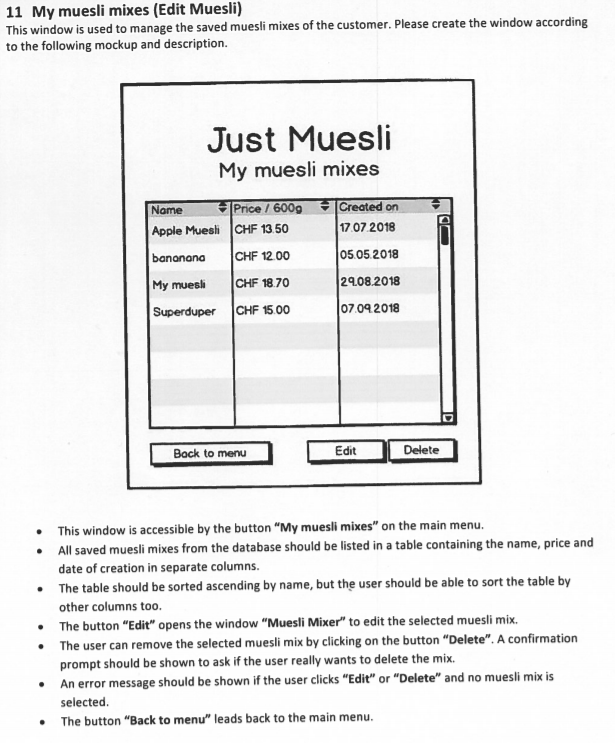 11 My muesli mixes (Edit Muesli)
This window is used to manage the saved muesli mixes of the customer. Please create the window according
to the following mockup and description.
Just Muesli
My muesli mixes
Name Price / 600g Created on
Apple Muesli CHF 13.50 17.07.2018
bananana CHF 12.00 05.05.2018
My muesli CHF 18.70 29.08.2018
Superduper CHF 15.00 07.09.2018
Back to menu Edit Delete
• This window is accessible by the button "My muesli mixes" on the main menu.
• All saved muesli mixes from the database should be listed in a table containing the name, price and
date of creation in separate columns.
• The table should be sorted ascending by name, but the user should be able to sort the table by
other columns too.
• The button "Edit" opens the window "Muesli Mixer" to edit the selected muesli mix.
• The user can remove the selected muesli mix by clicking on the button "Delete". A confirmation
prompt should be shown to ask if the user really wants to delete the mix.
• An error message should be shown if the user clicks "Edit" or "Delete" and no muesli mix is
selected.
• The button "Back to menu" leads back to the main menu.